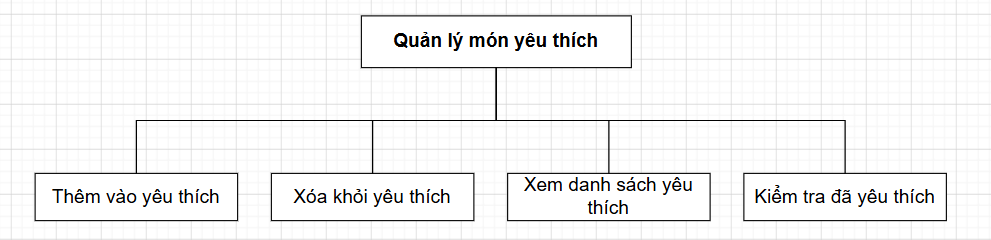 Quản lý món yêu thích
Thêm vào yêu thích
Xóa khỏi yêu thích
Xem danh sách yêu
thích
Kiểm tra đã yêu thích